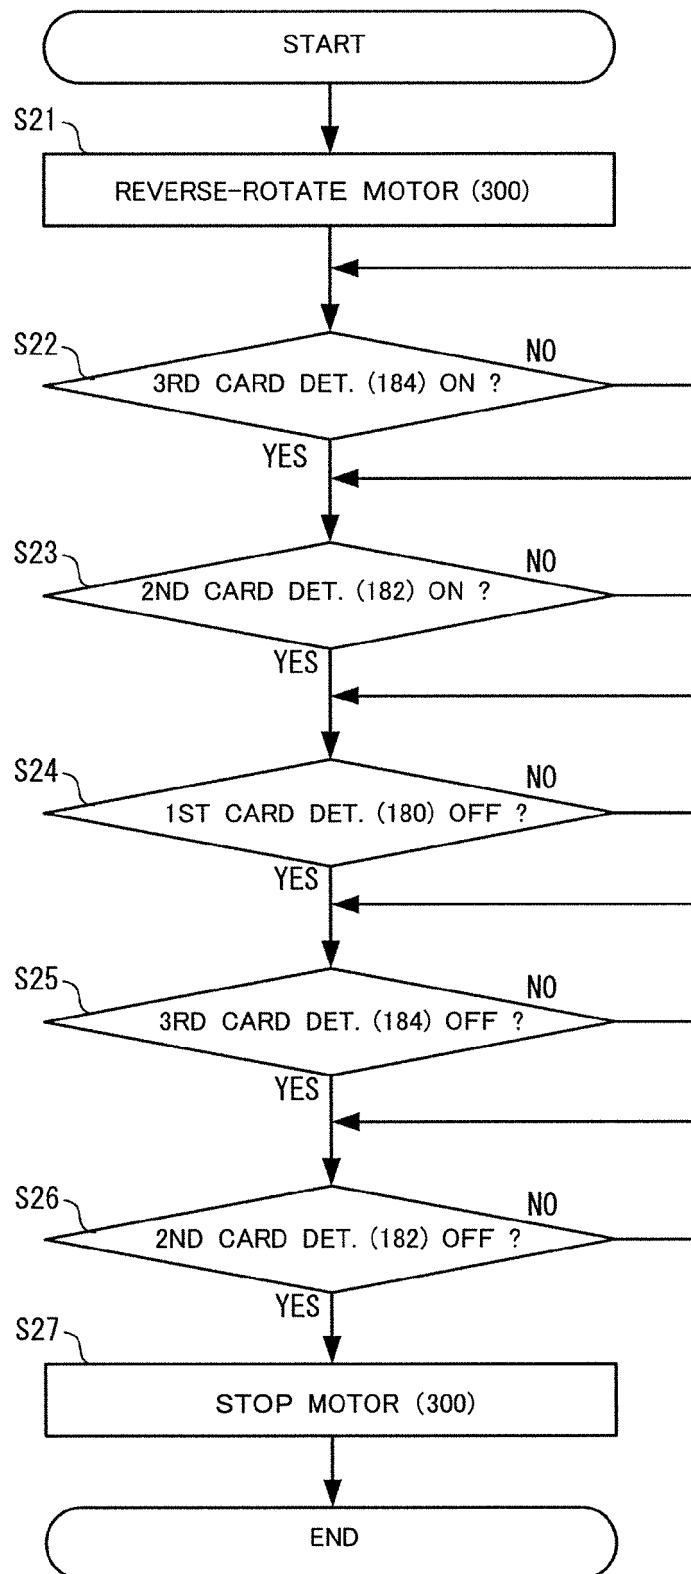 START
S21
REVERSE-ROTATE MOTOR (300)
S22
NO
3RD CARD DET. (184) ON ?
YES
S23
NO
2ND CARD DET. (182) ON ?
YES
S24
NO
1ST CARD DET. (180) OFF ?
YES
S25
NO
3RD CARD DET. (184) OFF ?
YES
S26
NO
2ND CARD DET. (182) OFF ?
YES
S27
STOP MOTOR (300)
END